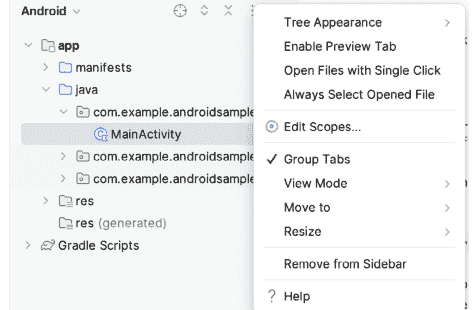 Android
app
manifests
java
com.example.androidsample
MainActivity
com.example.androidsample
com.example.androidsample
res
res (generated)
Gradle Scripts
Tree Appearance
Enable Preview Tab
Open Files with Single Click
Always Select Opened File
Edit Scopes...
Group Tabs
View Mode
Move to
Resize
Remove from Sidebar
? Help